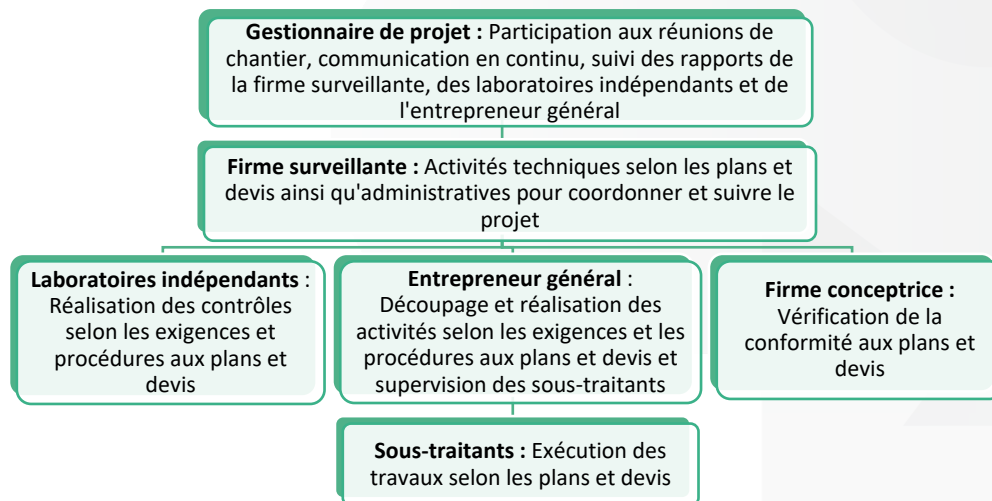 Gestionnaire de projet : Participation aux réunions de
chantier, communication en continu, suivi des rapports de
la firme surveillante, des laboratoires indépendants et de
l'entrepreneur général
Firme surveillante : Activités techniques selon les plans et
devis ainsi qu'administratives pour coordonner et suivre le
projet
Laboratoires indépendants :
Réalisation des contrôles
selon les exigences et
procédures aux plans et
devis
Entrepreneur général :
Découpage et réalisation des
activités selon les exigences et les
procédures aux plans et devis et
supervision des sous-traitants
Firme conceptrice :
Vérification de la
conformité aux plans et
devis
Sous-traitants : Exécution des
travaux selon les plans et devis